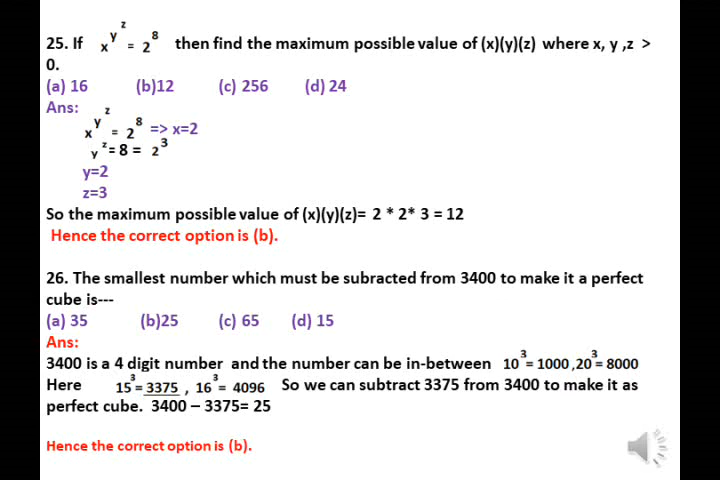 25. If x^y^z = 2^8 then find the maximum possible value of (x)(y)(z) where x, y ,z >
0.
(a) 16 (b)12 (c) 256 (d) 24
Ans:
x^y^z = 2^8 => x=2
y^z = 8 = 2^3
y=2
z=3
So the maximum possible value of (x)(y)(z)= 2 * 2* 3 = 12
Hence the correct option is (b).
26. The smallest number which must be subracted from 3400 to make it a perfect
cube is---
(a) 35 (b)25 (c) 65 (d) 15
Ans:
3400 is a 4 digit number and the number can be in-between 10^3 = 1000 ,20^3 = 8000
Here 15^3 = 3375 , 16^3 = 4096 So we can subtract 3375 from 3400 to make it as
perfect cube. 3400 – 3375= 25
Hence the correct option is (b).